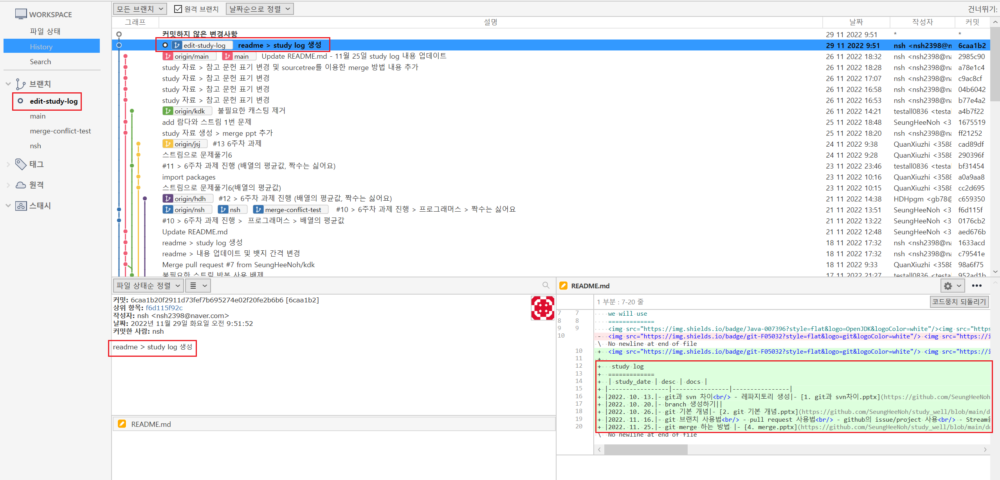 WORKSPACE
파일 상태
History
Search
브랜치
edit-study-log
main
merge-conflict-test
nsh
태그
원격
스태시
모든 브랜치 원격 브랜치 날짜순으로 정렬 건너뛰기:
그래프 설명 날짜 작성자 커밋
커밋하지 않은 변경사항 29 11 2022 9:51 * *
edit-study-log readme > study log 생성 29 11 2022 9:51 nsh <nsh2398@n 6caa1b2
origin/main main Update README.md - 11월 25일 study log 내용 업데이트 26 11 2022 18:32 nsh <nsh2398@na 2985c90
study 자료 > 참고 문헌 표기 변경 및 sourcetree를 이용한 merge 방법 내용 추가 26 11 2022 18:28 nsh <nsh2398@na a78e1c4
study 자료 > 참고 문헌 표기 변경 26 11 2022 17:07 nsh <nsh2398@na c9ac8cf
study 자료 > 참고 문헌 표기 변경 26 11 2022 16:58 nsh <nsh2398@na 04b6042
study 자료 > 참고 문헌 표기 변경 26 11 2022 16:53 nsh <nsh2398@na b77e4a2
origin/kdk 불필요한 캐스팅 제거 26 11 2022 14:21 testall0836 <testal a4b7f22
add 람다와 스트림 1번 문제 25 11 2022 18:48 SeungHeeNoh <3 1675519
study 자료 생성 > merge ppt 추가 25 11 2022 18:20 nsh <nsh2398@na ff21252
origin/jsj #13 6주차 과제 24 11 2022 9:38 QuanXiuzhi <3588 cad89df
스트림으로 문제풀기6 24 11 2022 9:28 QuanXiuzhi <3588 290396f
#11 > 6주차 과제 진행 (배열의 평균값, 짝수는 싫어요) 23 11 2022 23:46 testall0836 <testal bf31454
import packages 23 11 2022 10:16 QuanXiuzhi <3588 a0a9aa8
스트림으로 문제풀기6(배열의 평균값) 23 11 2022 10:15 QuanXiuzhi <3588 cc2d695
origin/hdh #12 > 6주차 과제 진행 (배열의 평균값, 짝수는 싫어요) 21 11 2022 14:38 HDHpgm <gb78@ c659350
origin/nsh nsh merge-conflict-test #10 > 6주차 과제 진행 > 프로그래머스 > 짝수는 싫어요 21 11 2022 13:51 SeungHeeNoh <3 f6d115f
#10 > 6주차 과제 진행 > 프로그래머스 > 배열의 평균값 21 11 2022 13:22 SeungHeeNoh <3 0176cb2
Update README.md 21 11 2022 12:48 SeungHeeNoh <3 aed676b
readme > study log 생성 18 11 2022 17:32 nsh <nsh2398@na 1633acd
readme > 내용 업데이트 및 뱃지 간격 변경 18 11 2022 17:32 nsh <nsh2398@na c79541e
Merge pull request #7 from SeungHeeNoh/kdk 18 11 2022 9:33 QuanXiuzhi <3588 98a6f75
불필요한 스트림 반복 사용 배제 17 11 2022 21:27 testall0836 <testal 952ad1b
파일 상태순 정렬
커밋: 6caa1b20f2911d73fef7b695274e02f20fe2b6b6 [6caa1b2]
상위 항목: f6d115f92c
작성자: nsh <nsh2398@naver.com>
날짜: 2022년 11월 29일 화요일 오전 9:51:52
커밋한 사람: nsh
readme > study log 생성
README.md
README.md
1 부분 : 7-20 줄 코드뭉치 되돌리기
7 7 we will use
8 8 =============
9 9 <img src="https://img.shields.io/badge/Java-007396?style=flat&logo=OpenJDK&logoColor=white"/><img src="https
10 - <img src="https://img.shields.io/badge/git-F05032?style=flat&logo=git&logoColor=white"/> <img src="https://i
\ No newline at end of file
10 + <img src="https://img.shields.io/badge/git-F05032?style=flat&logo=git&logoColor=white"/> <img src="https://i
11 +
12 + study log
13 + =============
14 + | study_date | desc | docs |
15 + |-----------------|----------------|----------------|
16 + |2022. 10. 13.|- git과 svn 차이<br/> - 레파지토리 생성|- [1. git과 svn차이.pptx](https://github.com/SeungHeeNoh
17 + |2022. 10. 20.|- branch 생성하기||
18 + |2022. 10. 26.|- git 기본 개념|- [2. git 기본 개념.pptx](https://github.com/SeungHeeNoh/study_well/blob/main/d
19 + |2022. 11. 16.|- git 브랜치 사용법<br/> - pull request 사용법<br/> - github의 issue/project 사용<br/> - Stream을
20 + |2022. 11. 25.|- git merge 하는 방법 |- [4. merge.pptx](https://github.com/SeungHeeNoh/study_well/blob/main/do
\ No newline at end of file